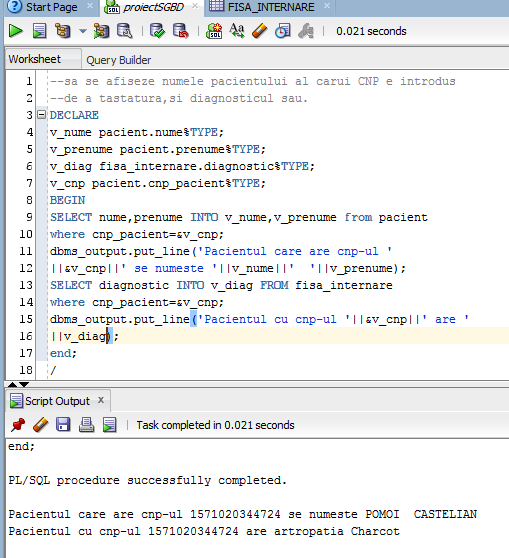 Start Page proiectSGBD FISA_INTERNARE
0.021 seconds
Worksheet Query Builder
1 --sa se afiseze numele pacientului al carui CNP e introdus
2 --de a tastatura,si diagnosticul sau.
3 DECLARE
4 v_nume pacient.nume%TYPE;
5 v_prenume pacient.prenume%TYPE;
6 v_diag fisa_internare.diagnostic%TYPE;
7 v_cnp pacient.cnp_pacient%TYPE;
8 BEGIN
9 SELECT nume,prenume INTO v_nume,v_prenume from pacient
10 where cnp_pacient=&v_cnp;
11 dbms_output.put_line('Pacientul care are cnp-ul '
12 ||&v_cnp||' se numeste '||v_nume||'  '||v_prenume);
13 SELECT diagnostic INTO v_diag FROM fisa_internare
14 where cnp_pacient=&v_cnp;
15 dbms_output.put_line('Pacientul cu cnp-ul '||&v_cnp||' are '
16 ||v_diag);
17 end;
18 /
Script Output x
Task completed in 0.021 seconds
end;
PL/SQL procedure successfully completed.
Pacientul care are cnp-ul 1571020344724 se numeste POMOI  CASTELIAN
Pacientul cu cnp-ul 1571020344724 are artropatia Charcot